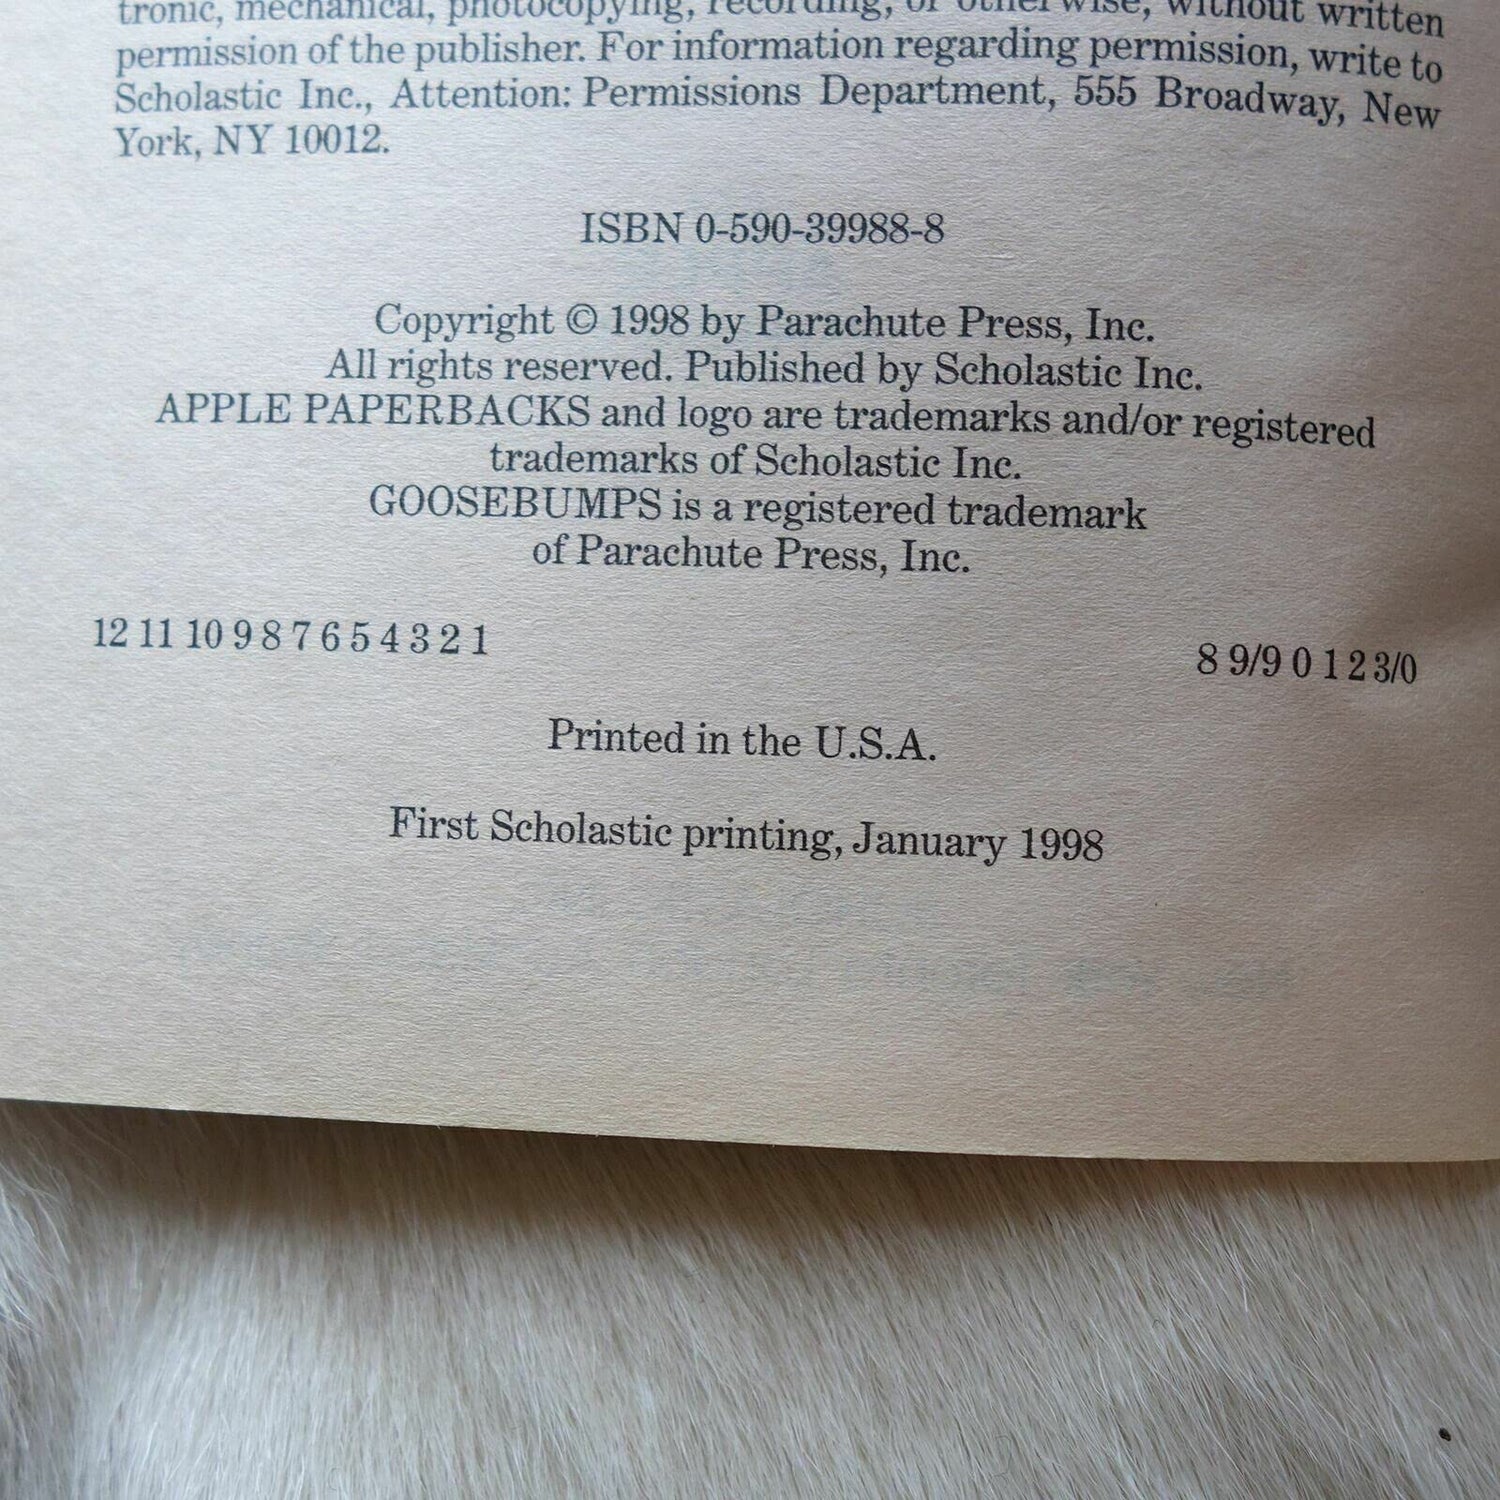 tronic, mechanical, photocopying, recording, or otherwise, without written
permission of the publisher. For information regarding permission, write to
Scholastic Inc., Attention: Permissions Department, 555 Broadway, New
York, NY 10012.
ISBN 0-590-39988-8
Copyright © 1998 by Parachute Press, Inc.
All rights reserved. Published by Scholastic Inc.
APPLE PAPERBACKS and logo are trademarks and/or registered
trademarks of Scholastic Inc.
GOOSEBUMPS is a registered trademark
of Parachute Press, Inc.
12 11 10 9 8 7 6 5 4 3 2 1 8 9/9 0 1 2 3/0
Printed in the U.S.A.
First Scholastic printing, January 1998